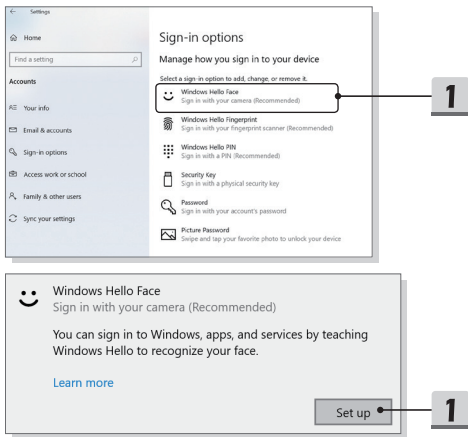 Settings
Home
Find a setting
Accounts
Your info
Email & accounts
Sign-in options
Access work or school
Family & other users
Sync your settings
Sign-in options
Manage how you sign in to your device
Select a sign-in option to add, change, or remove it.
Windows Hello Face
Sign in with your camera (Recommended)
Windows Hello Fingerprint
Sign in with your fingerprint scanner (Recommended)
Windows Hello PIN
Sign in with a PIN (Recommended)
Security Key
Sign in with a physical security key
Password
Sign in with your account's password
Picture Password
Swipe and tap your favorite photo to unlock your device
1
Windows Hello Face
Sign in with your camera (Recommended)
You can sign in to Windows, apps, and services by teaching
Windows Hello to recognize your face.
Learn more
Set up
1